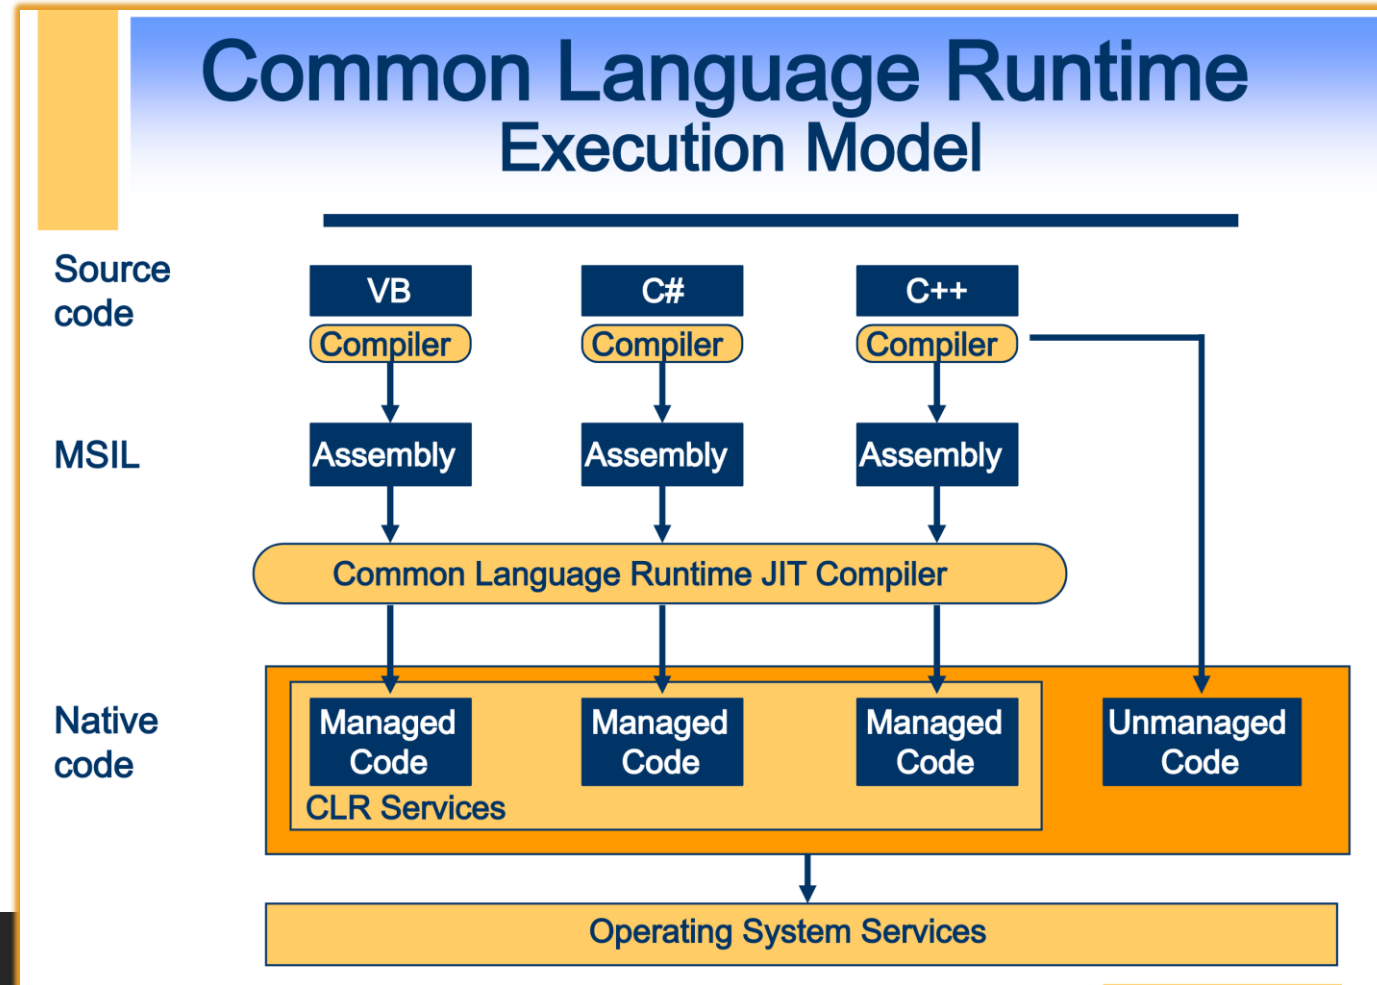 Common Language Runtime
Execution Model
Source
code
VB
C#
C++
Compiler
Compiler
Compiler
MSIL
Assembly
Assembly
Assembly
Common Language Runtime JIT Compiler
Native
code
Managed
Code
Managed
Code
Managed
Code
Unmanaged
Code
CLR Services
Operating System Services